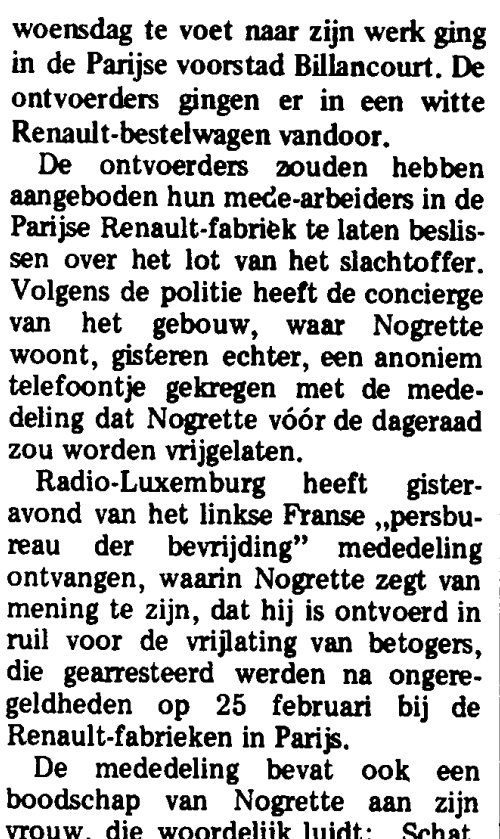 woensdag te voet naar zijn werk ging
in de Parijse voorstad Billancourt. De
ontvoerders gingen er in een witte
Renault-bestelwagen vandoor.
De ontvoerders zouden hebben
aangeboden hun mede-arbeiders in de
Parijse Renault-fabriek te laten beslis-
sen over het lot van het slachtoffer.
Volgens de politie heeft de concierge
van het gebouw, waar Nogrette
woont, gisteren echter, een anoniem
telefoontje gekregen met de mede-
deling dat Nogrette vóór de dageraad
zou worden vrijgelaten.
Radio-Luxemburg heeft gister-
avond van het linkse Franse „persbu-
reau der bevrijding” mededeling
ontvangen, waarin Nogrette zegt van
mening te zijn, dat hij is ontvoerd in
ruil voor de vrijlating van betogers,
die gearresteerd werden na ongere-
geldheden op 25 februari bij de
Renault-fabrieken in Parijs.
De mededeling bevat ook een
boodschap van Nogrette aan zijn
vrouw, die woordelijk luidt: Schat